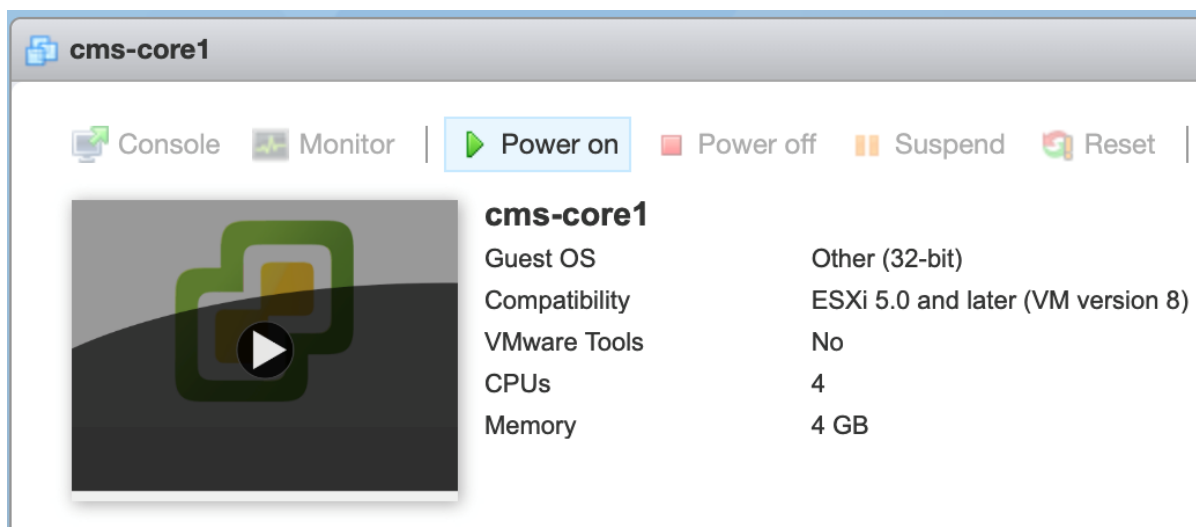 cms-core1
Console Monitor Power on Power off Suspend Reset
cms-core1
Guest OS Other (32-bit)
Compatibility ESXi 5.0 and later (VM version 8)
VMware Tools No
CPUs 4
Memory 4 GB